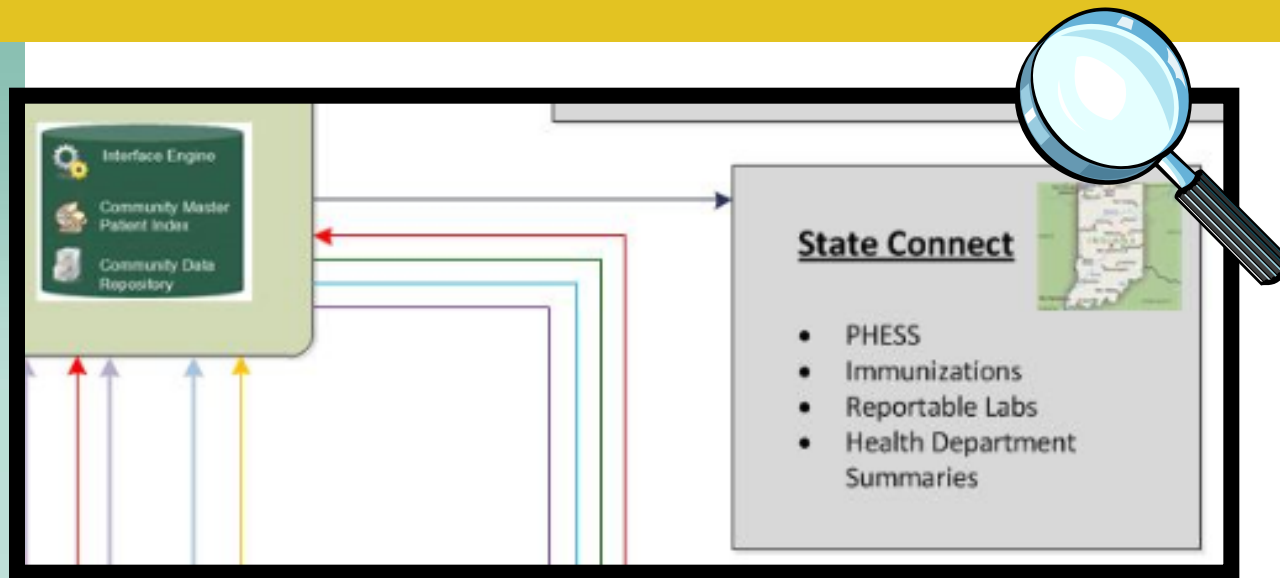 Interface Engine
Community Master
Patient Index
Community Data
Repository
State Connect
• PHESS
• Immunizations
• Reportable Labs
• Health Department
Summaries